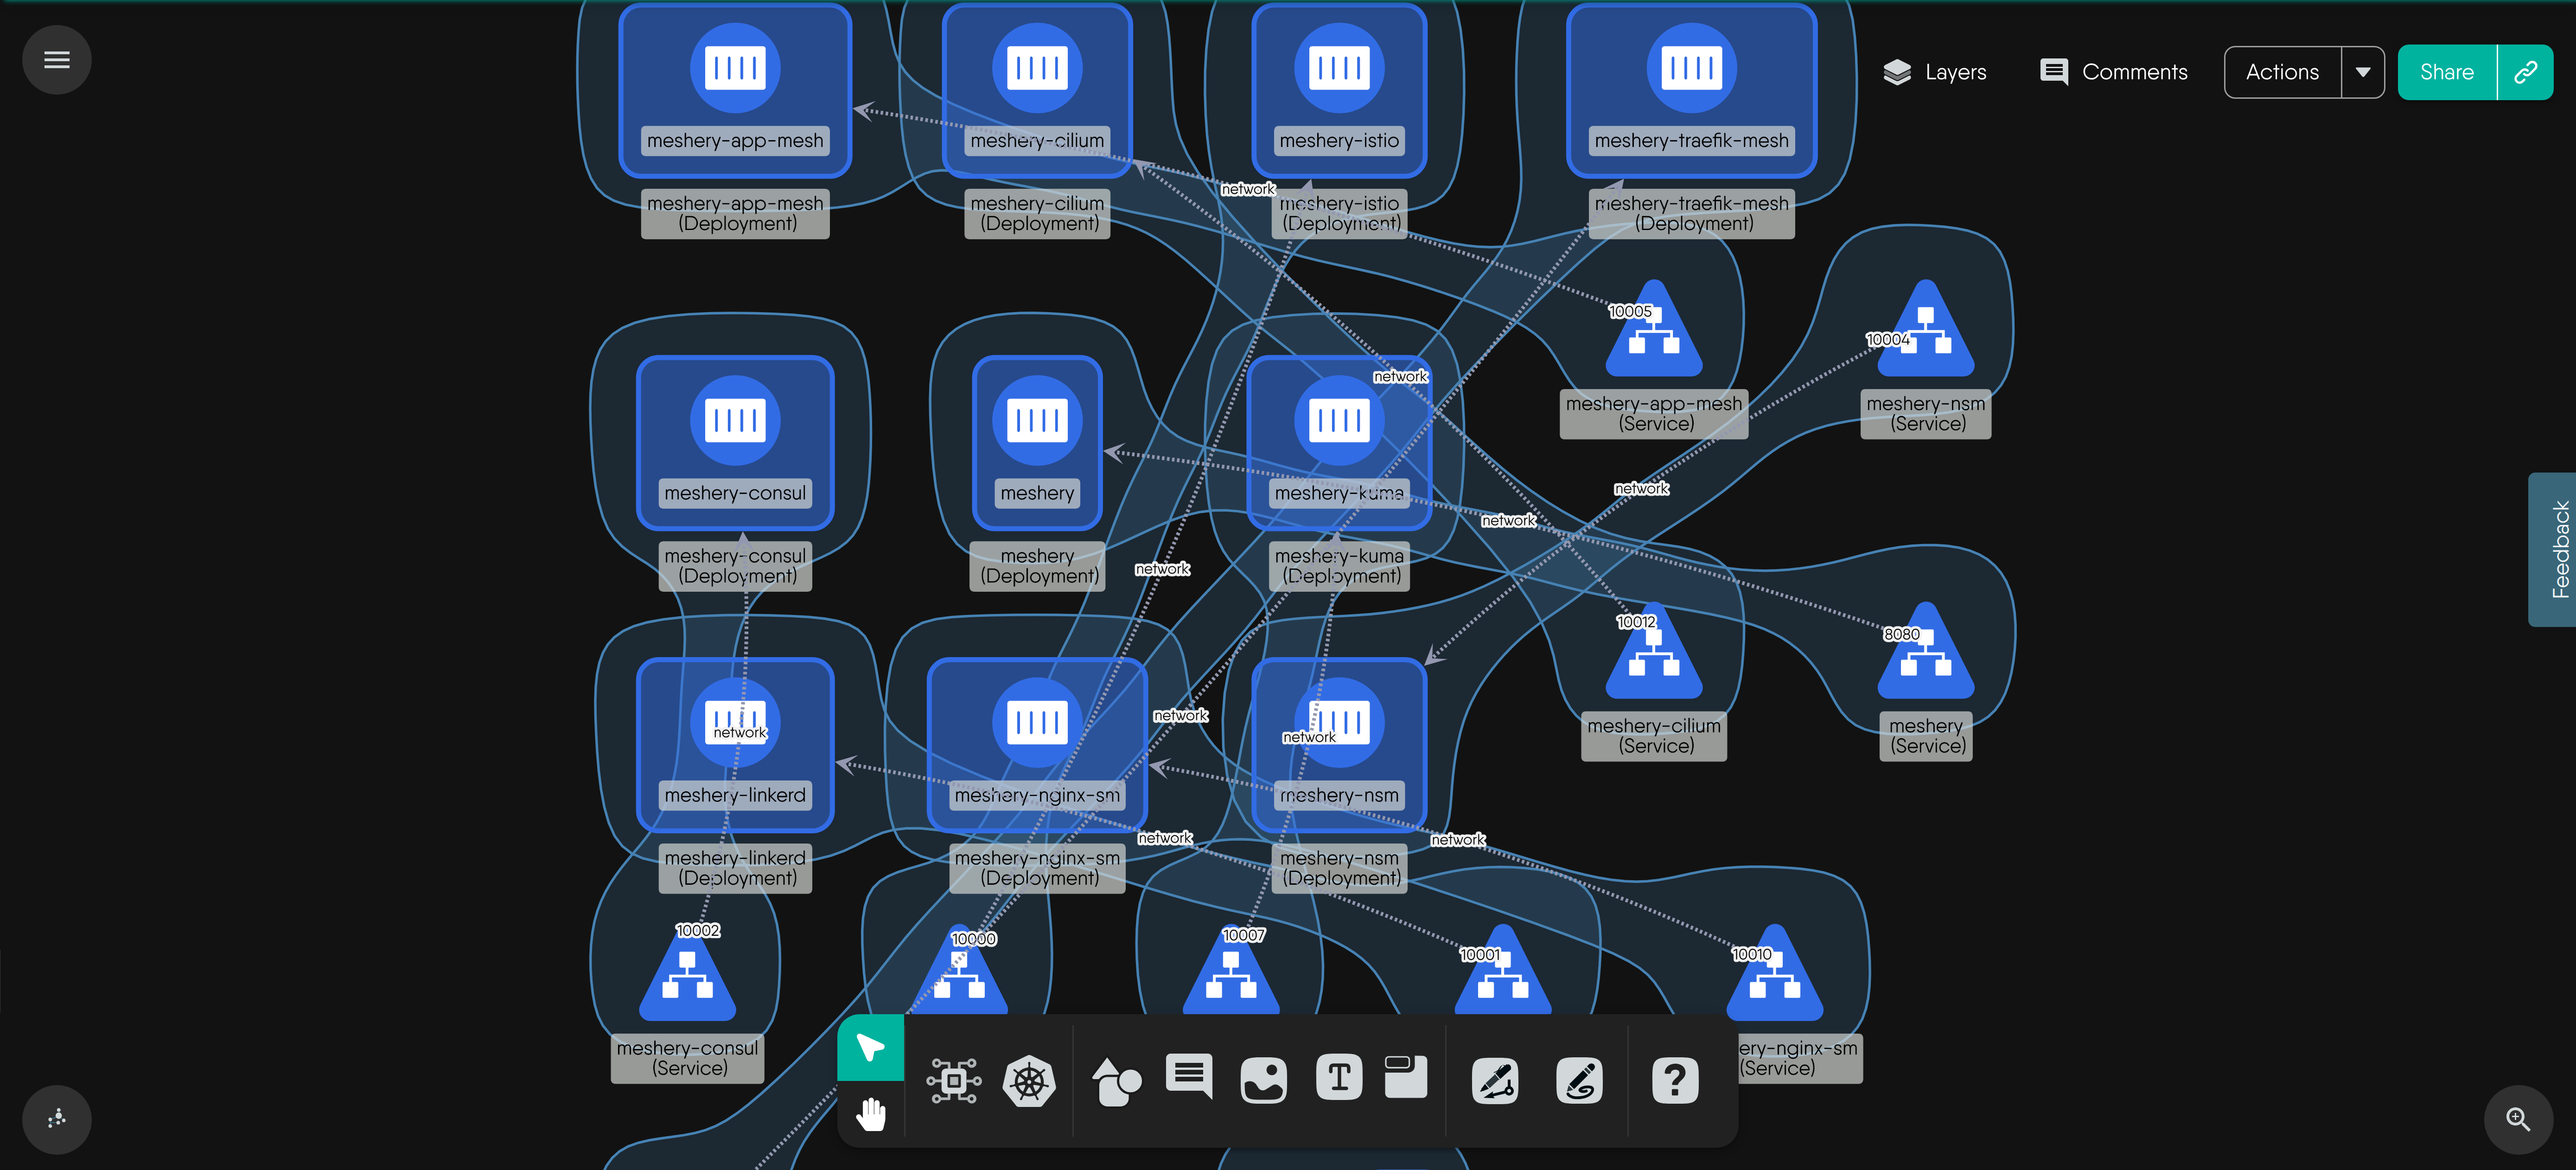 Layers
Comments
Actions
Share
meshery-app-mesh
meshery-cilium
meshery-istio
meshery-traefik-mesh
network
meshery-app-mesh
(Deployment)
meshery-cilium
(Deployment)
meshery-istio
(Deployment)
meshery-traefik-mesh
(Deployment)
10005
10004
network
meshery-app-mesh
(Service)
meshery-nsm
(Service)
meshery-consul
meshery
meshery-kuma
network
network
Feedback
meshery-consul
(Deployment)
meshery
(Deployment)
meshery-kuma
(Deployment)
network
10012
8080
network
network
network
meshery-cilium
(Service)
meshery
(Service)
meshery-linkerd
meshery-nginx-sm
meshery-nsm
network
network
meshery-linkerd
(Deployment)
meshery-nginx-sm
(Deployment)
meshery-nsm
(Deployment)
10002
10000
10007
10001
10010
meshery-consul
(Service)
ery-nginx-sm
(Service)
T
?